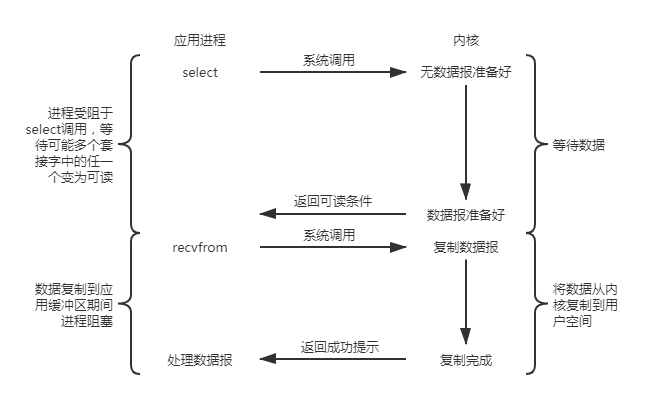 应用进程
内核
select
系统调用
无数据报准备好
进程受阻于
select调用，等
待可能多个套
接字中的任一
个变为可读
等待数据
返回可读条件
数据报准备好
recvfrom
系统调用
复制数据报
数据复制到应
用缓冲区期间
进程阻塞
将数据从内
核复制到用
户空间
处理数据报
返回成功提示
复制完成